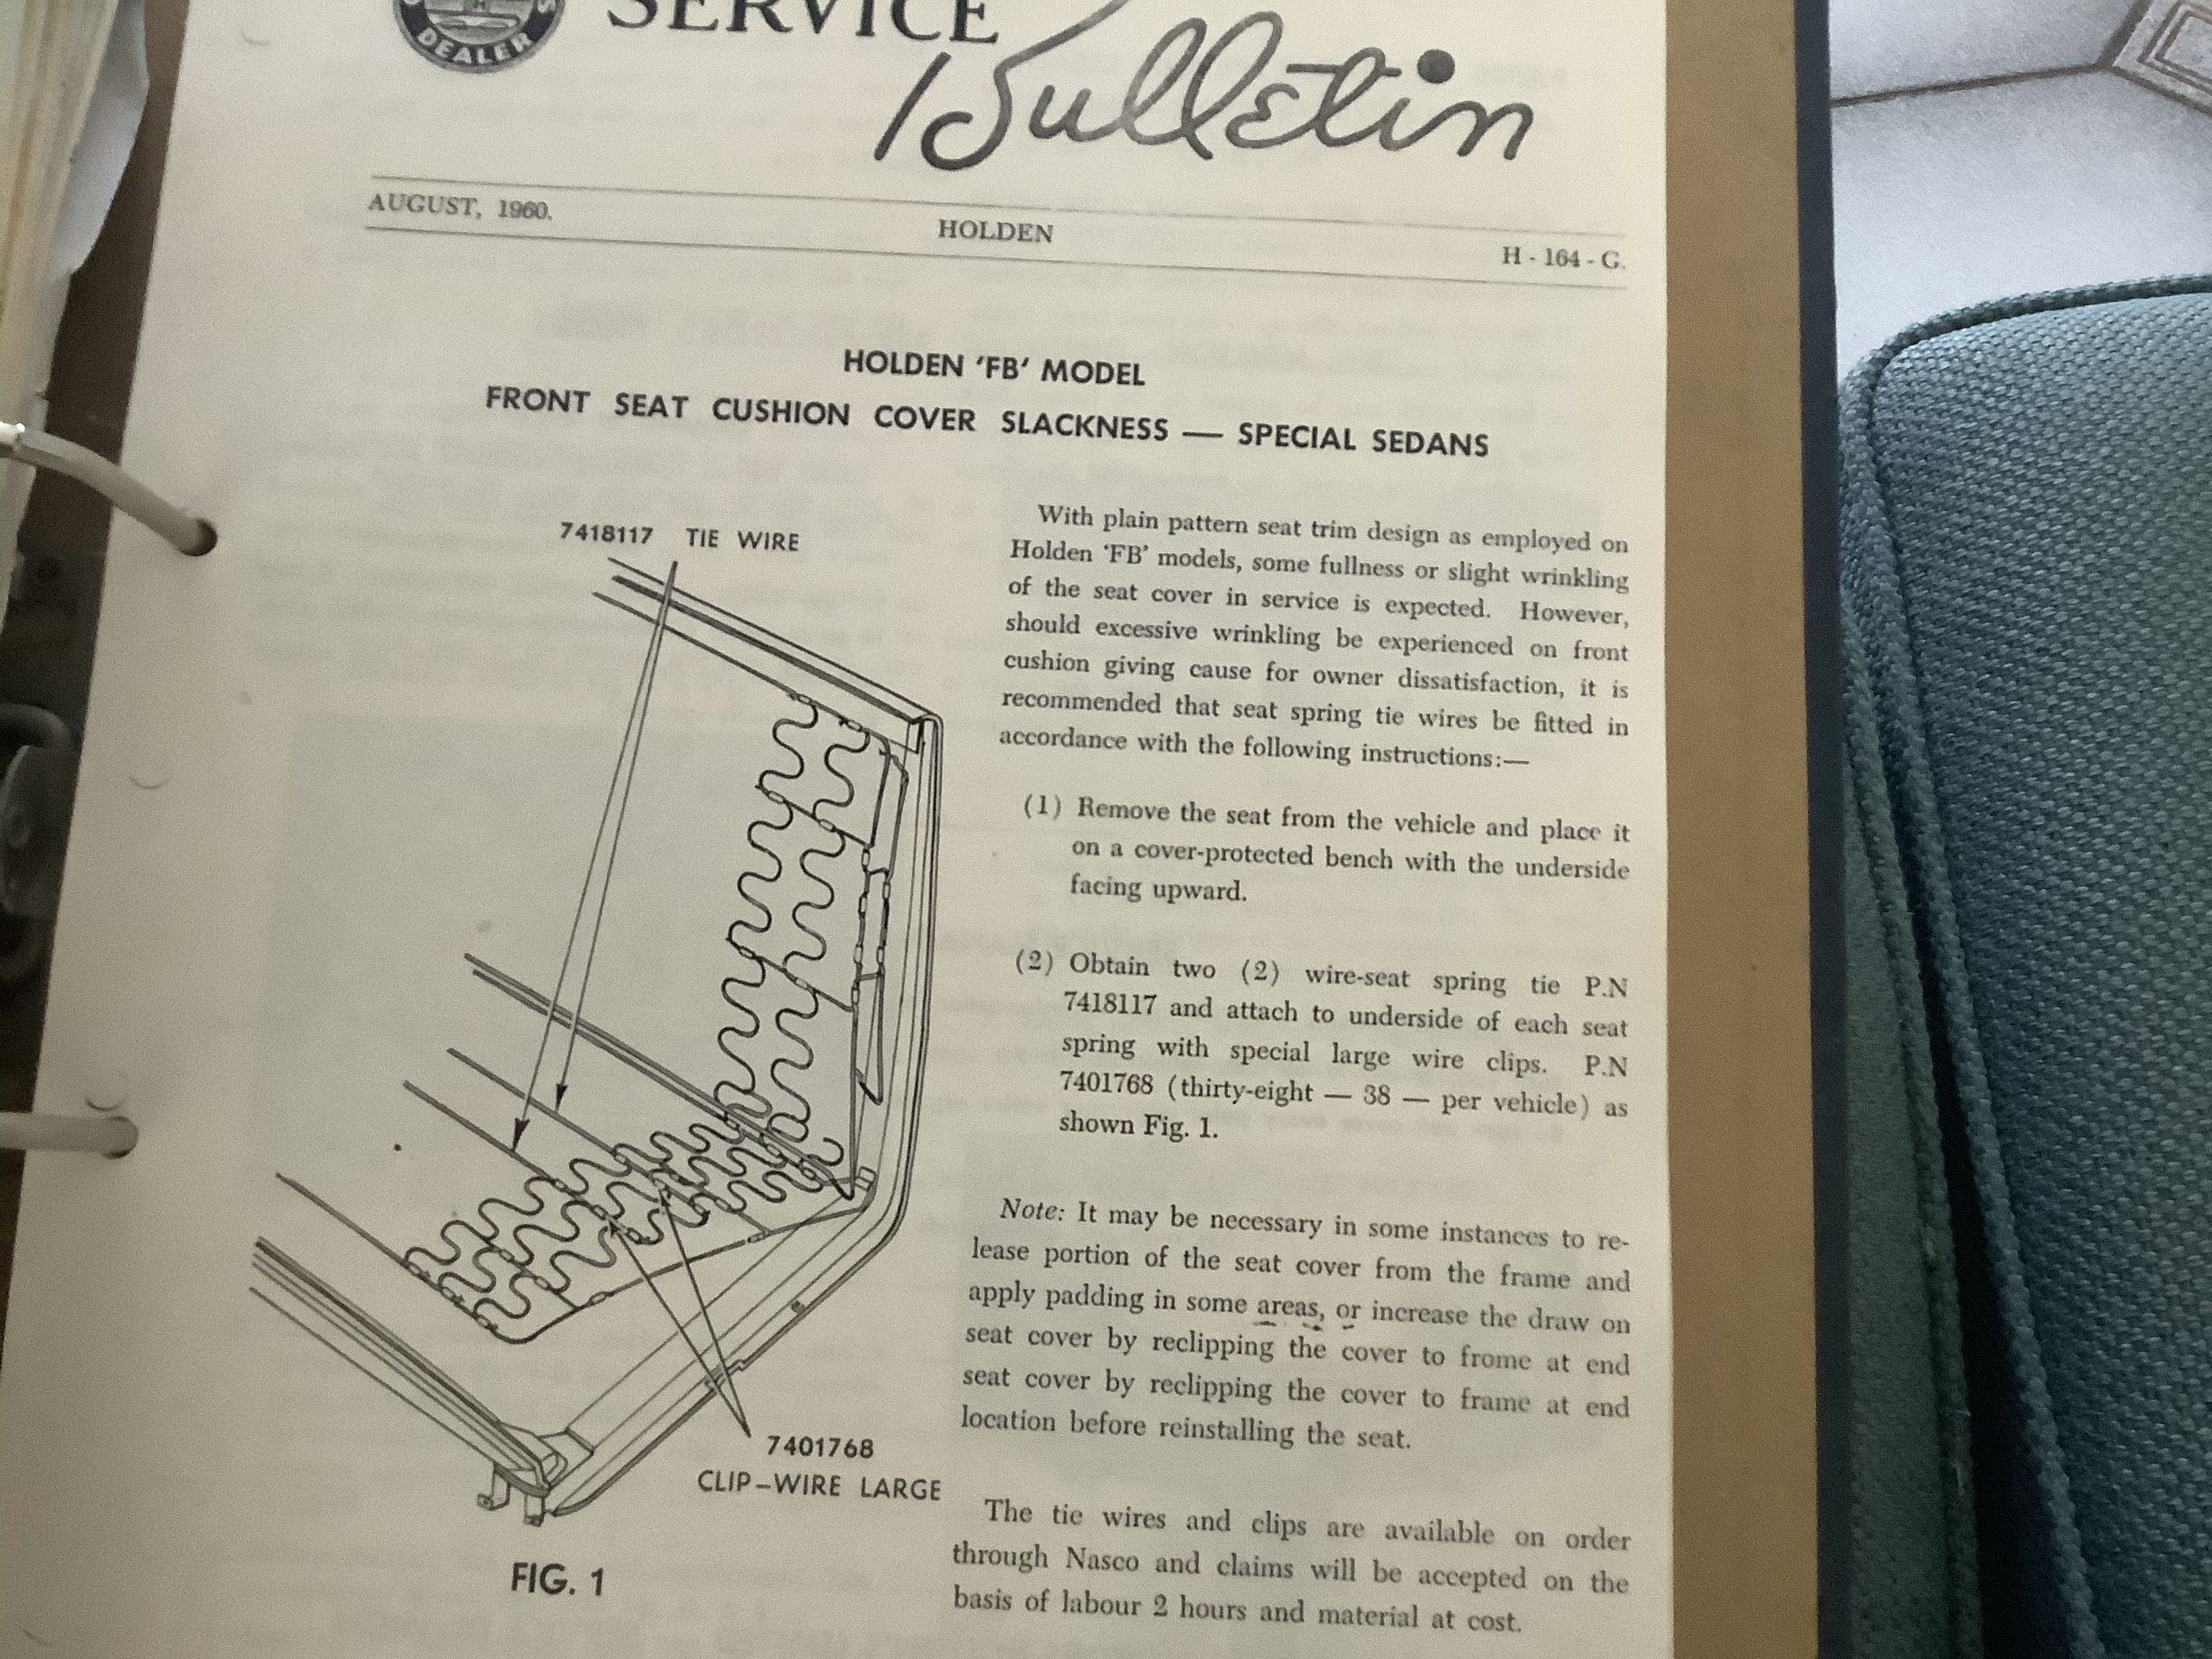 DEALER
SERVICE
Bulletin
AUGUST, 1960.
HOLDEN
H - 164 - G.
HOLDEN ‘FB’ MODEL
FRONT SEAT CUSHION COVER SLACKNESS — SPECIAL SEDANS
7418117 TIE WIRE
With plain pattern seat trim design as employed on
Holden ‘FB’ models, some fullness or slight wrinkling
of the seat cover in service is expected. However,
should excessive wrinkling be experienced on front
cushion giving cause for owner dissatisfaction, it is
recommended that seat spring tie wires be fitted in
accordance with the following instructions:—
(1) Remove the seat from the vehicle and place it
on a cover-protected bench with the underside
facing upward.
(2) Obtain two (2) wire-seat spring tie P.N
7418117 and attach to underside of each seat
spring with special large wire clips. P.N
7401768 (thirty-eight — 38 — per vehicle) as
shown Fig. 1.
Note: It may be necessary in some instances to re-
lease portion of the seat cover from the frame and
apply padding in some areas, or increase the draw on
seat cover by reclipping the cover to frome at end
seat cover by reclipping the cover to frame at end
location before reinstalling the seat.
7401768
CLIP-WIRE LARGE
FIG. 1
The tie wires and clips are available on order
through Nasco and claims will be accepted on the
basis of labour 2 hours and material at cost.